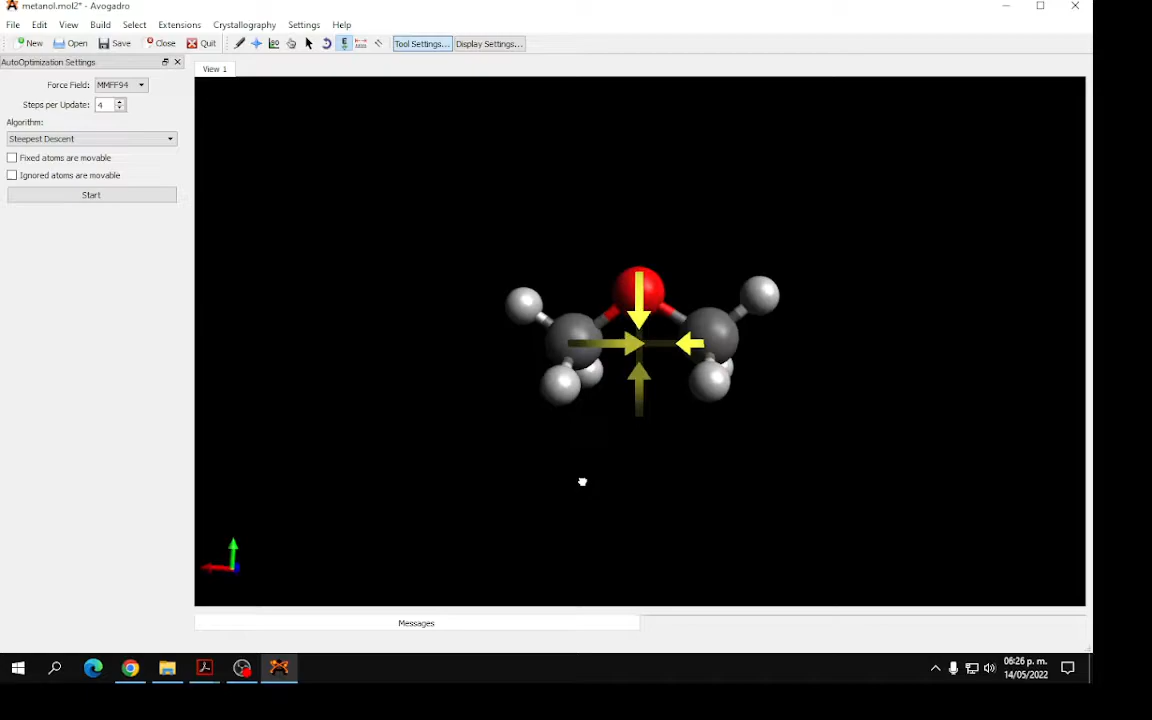 metanol.mol2* - Avogadro
File Edit View Build Select Extensions Crystallography Settings Help
New Open Save Close Quit E Tool Settings... Display Settings...
AutoOptimization Settings
View 1
Force Field: MMFF94
Steps per Update: 4
Algorithm:
Steepest Descent
Fixed atoms are movable
Ignored atoms are movable
Start
Messages
06:26 p. m.
14/05/2022